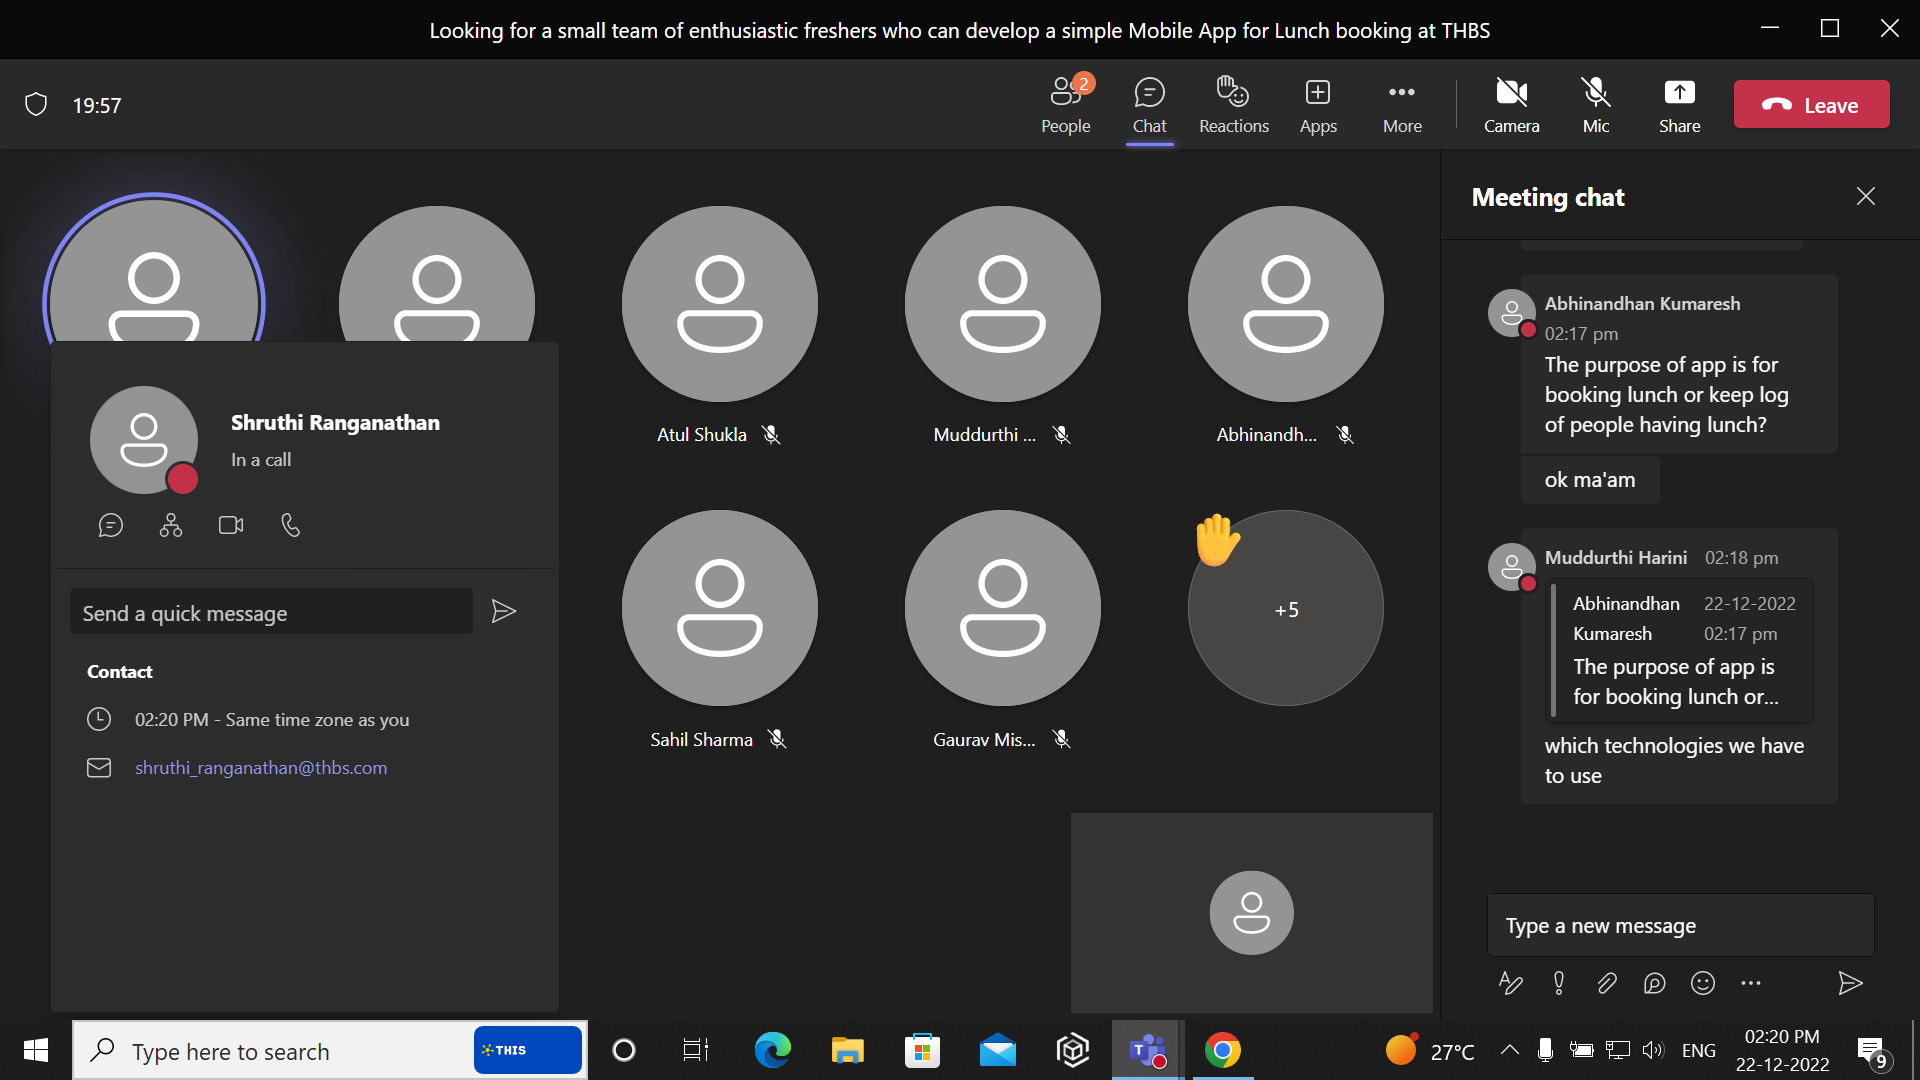 Looking for a small team of enthusiastic freshers who can develop a simple Mobile App for Lunch booking at THBS
19:57
2
People
Chat
Reactions
Apps
More
Camera
Mic
Share
Leave
Atul Shukla
Muddurthi ...
Abhinandh...
Sahil Sharma
Gaurav Mis...
+5
Shruthi Ranganathan
In a call
Send a quick message
Contact
02:20 PM - Same time zone as you
shruthi_ranganathan@thbs.com
Meeting chat
Abhinandhan Kumaresh
02:17 pm
The purpose of app is for
booking lunch or keep log
of people having lunch?
ok ma'am
Muddurthi Harini 02:18 pm
Abhinandhan 22-12-2022
Kumaresh 02:17 pm
The purpose of app is
for booking lunch or...
which technologies we have
to use
Type a new message
Type here to search
THIS
27°C
ENG
02:20 PM
22-12-2022
9